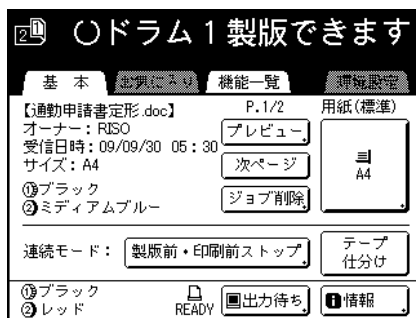 2 ドラム1製版できます
基本 お気に入り 機能一覧 環境設定
【通勤申請書定形.doc】 P.1/2 用紙(標準)
オーナー：RISO プレビュー
受信日時：09/09/30 05：30
サイズ：A4 次ページ A4
①ブラック
②ミディアムブルー ジョブ削除
連続モード： 製版前・印刷前ストップ テープ仕分け
①ブラック
②レッド READY 出力待ち 情報